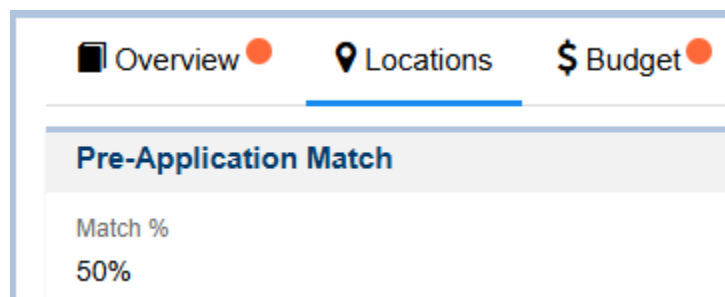 Overview Locations $ Budget
Pre-Application Match
Match %
50%